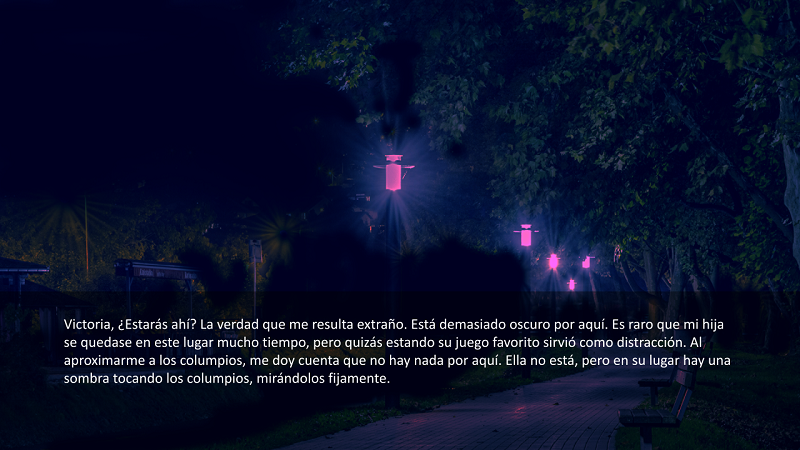 Victoria, ¿Estarás ahí? La verdad que me resulta extraño. Está demasiado oscuro por aquí. Es raro que mi hija
se quedase en este lugar mucho tiempo, pero quizás estando su juego favorito sirvió como distracción. Al
aproximarme a los columpios, me doy cuenta que no hay nada por aquí. Ella no está, pero en su lugar hay una
sombra tocando los columpios, mirándolos fijamente.